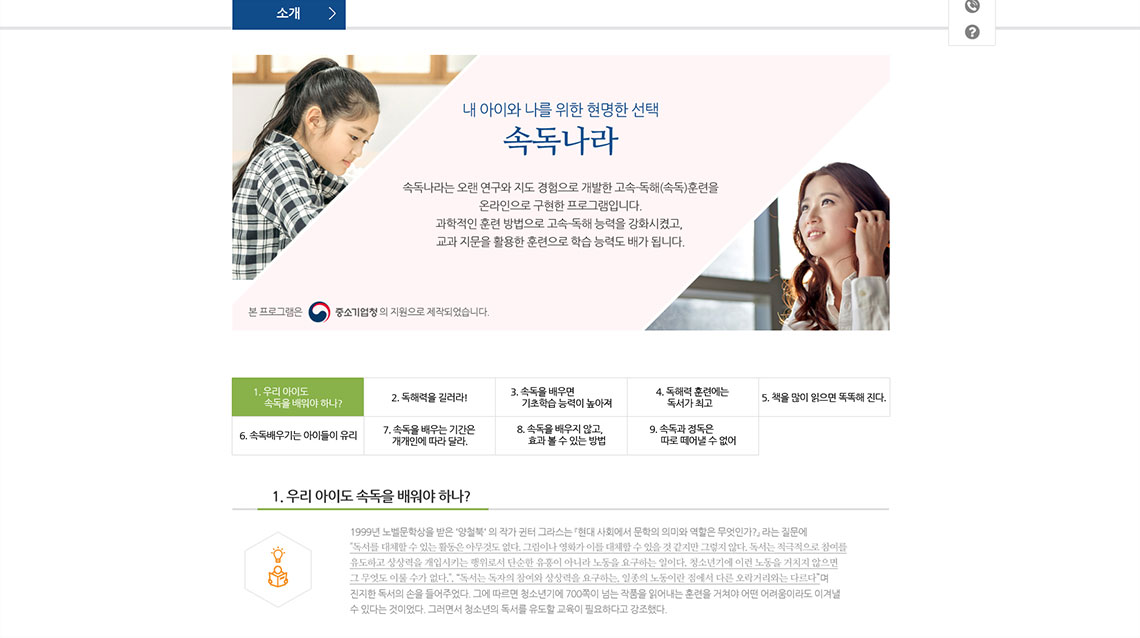 소개
내 아이와 나를 위한 현명한 선택
속독나라
속독나라는 오랜 연구와 지도 경험으로 개발한 고속·독해(속독)훈련을
온라인으로 구현한 프로그램입니다.
과학적인 훈련 방법으로 고속·독해 능력을 강화시켰고,
교과 지문을 활용한 훈련으로 학습 능력도 배가 됩니다.
본 프로그램은 중소기업청의 지원으로 제작되었습니다.
1. 우리 아이도
속독을 배워야 하나?
2. 독해력을 길러라!
3. 속독을 배우면
기초학습 능력이 높아져
4. 독해력 훈련에는
독서가 최고
5. 책을 많이 읽으면 똑똑해 진다.
6. 속독배우기는 아이들이 유리
7. 속독을 배우는 기간은
개개인에 따라 달라.
8. 속독을 배우지 않고,
효과 볼 수 있는 방법
9. 속독과 정독은
따로 떼어낼 수 없어
1. 우리 아이도 속독을 배워야 하나?
1999년 노벨문학상을 받은 '양철북' 의 작가 귄터 그라스는 『현대 사회에서 문학의 의미와 역할은 무엇인가?』 라는 질문에
"독서를 대체할 수 있는 활동은 아무것도 없다. 그림이나 영화가 이를 대체할 수 있을 것 같지만 그렇지 않다. 독서는 적극적으로 참여를
유도하고 상상력을 개입시키는 행위로서 단순한 유흥이 아니라 노동을 요구하는 일이다. 청소년기에 이런 노동을 거치지 않으면
그 무엇도 이룰 수가 없다.", "독서는 독자의 참여와 상상력을 요구하는, 일종의 노동이란 점에서 다른 오락거리와는 다르다"며
진지한 독서의 손을 들어주었다. 그에 따르면 청소년기에 700쪽이 넘는 작품을 읽어내는 훈련을 거쳐야 어떤 어려움이라도 이겨낼
수 있다는 것이었다. 그러면서 청소년의 독서를 유도할 교육이 필요하다고 강조했다.